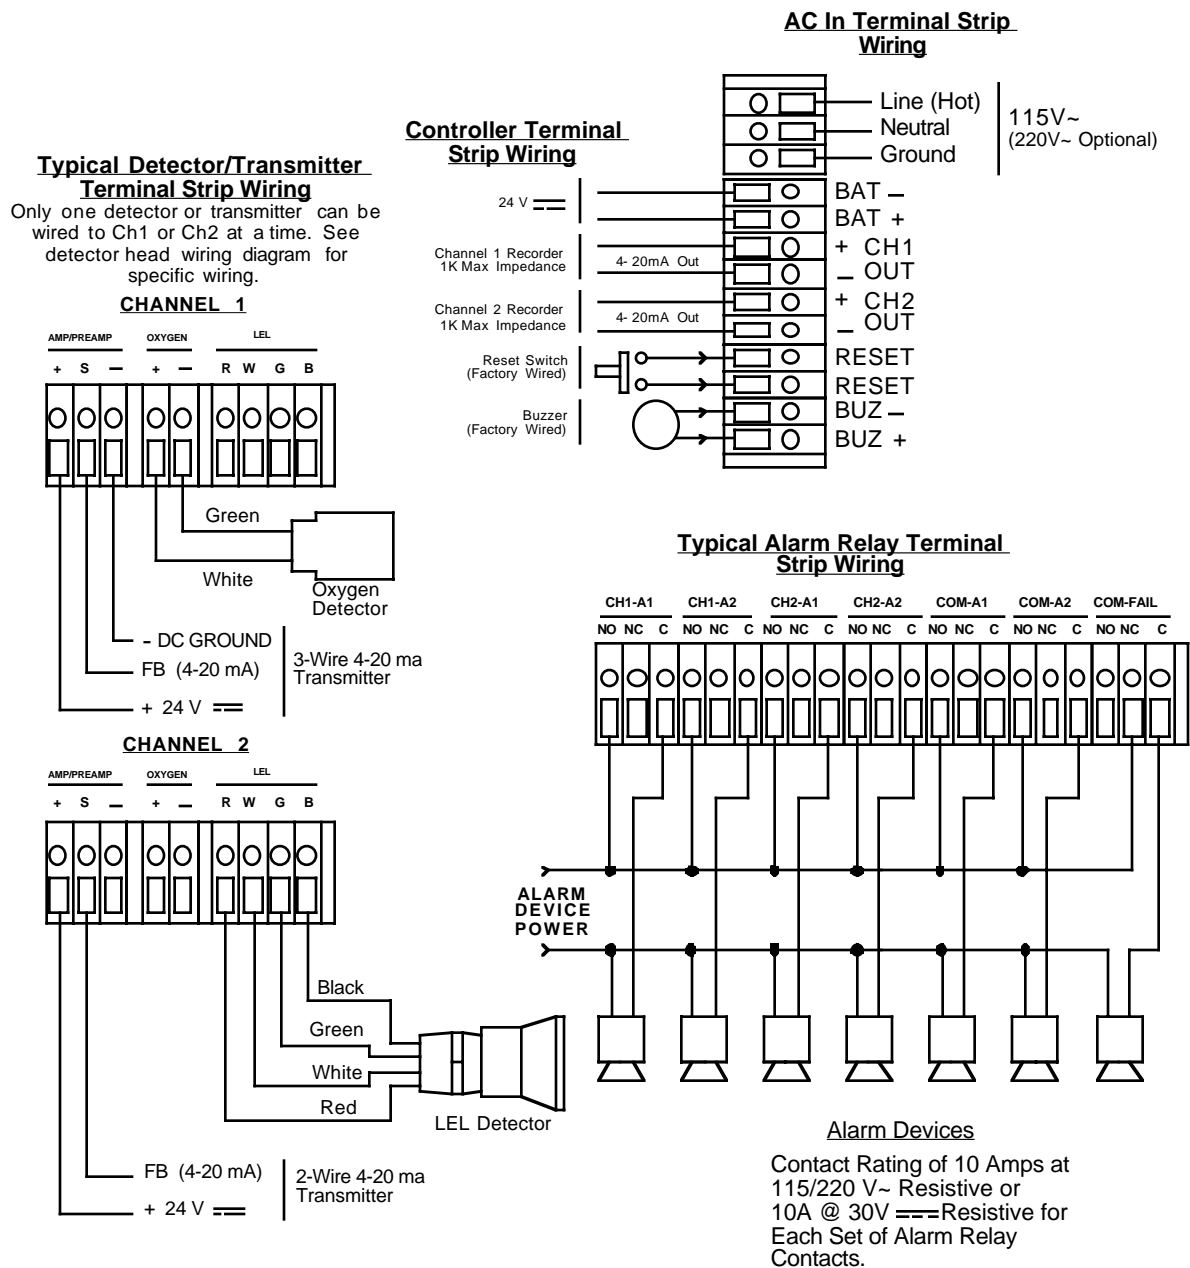 AC In Terminal Strip
Wiring
Line (Hot)
Neutral
Ground
115V~
(220V~ Optional)
Controller Terminal
Strip Wiring
24 V
Channel 1 Recorder
1K Max Impedance
4- 20mA Out
Channel 2 Recorder
1K Max Impedance
4- 20mA Out
Reset Switch
(Factory Wired)
Buzzer
(Factory Wired)
BAT –
BAT +
+ CH1
– OUT
+ CH2
– OUT
RESET
RESET
BUZ –
BUZ +
Typical Detector/Transmitter
Terminal Strip Wiring
Only one detector or transmitter can be
wired to Ch1 or Ch2 at a time. See
detector head wiring diagram for
specific wiring.
CHANNEL 1
AMP/PREAMP OXYGEN LEL
+ S – + – R W G B
Green
White
Oxygen
Detector
- DC GROUND
FB (4-20 mA)
+ 24 V
3-Wire 4-20 ma
Transmitter
CHANNEL 2
AMP/PREAMP OXYGEN LEL
+ S – + – R W G B
Black
Green
White
Red
LEL Detector
FB (4-20 mA)
+ 24 V
2-Wire 4-20 ma
Transmitter
Typical Alarm Relay Terminal
Strip Wiring
CH1-A1 CH1-A2 CH2-A1 CH2-A2 COM-A1 COM-A2 COM-FAIL
NO NC C NO NC C NO NC C NO NC C NO NC C NO NC C NO NC C
ALARM
DEVICE
POWER
Alarm Devices
Contact Rating of 10 Amps at
115/220 V~ Resistive or
10A @ 30V Resistive for
Each Set of Alarm Relay
Contacts.